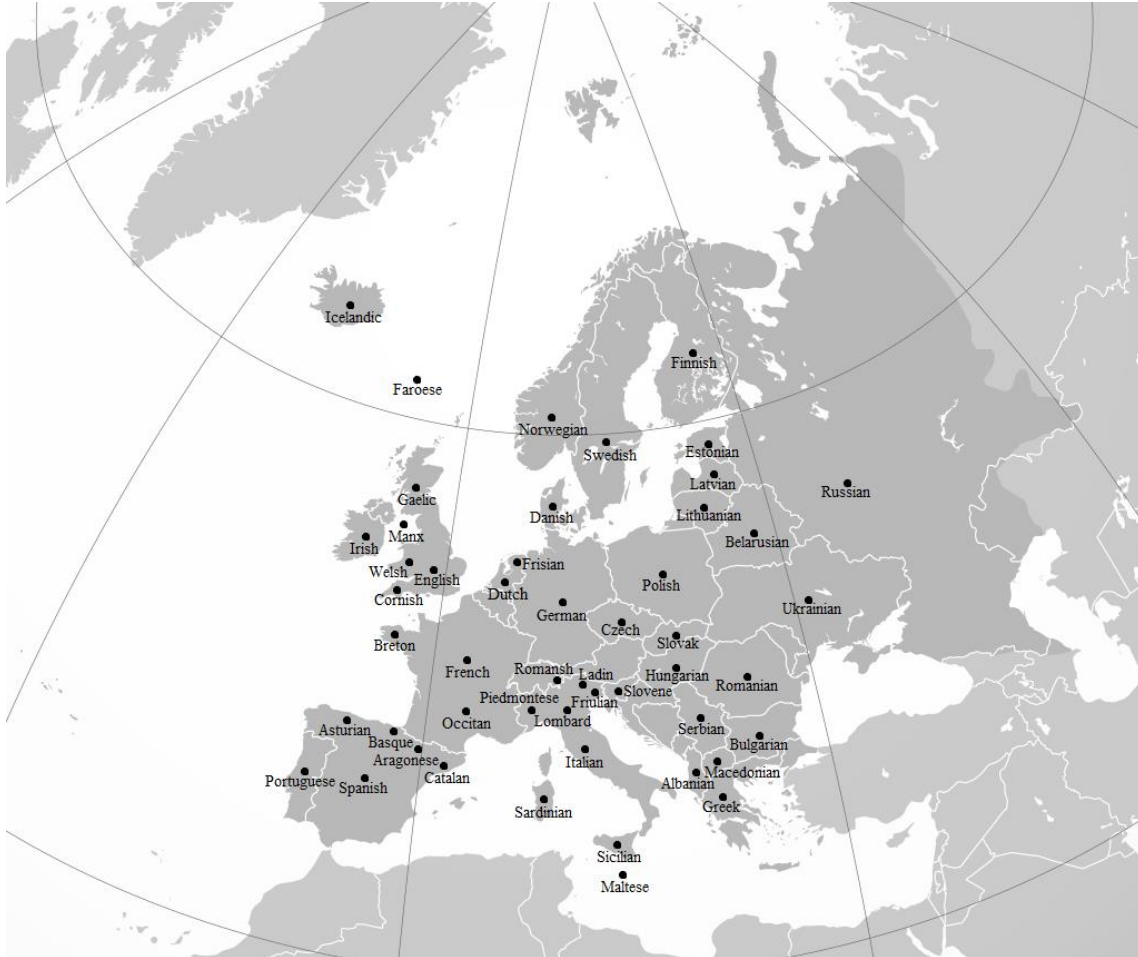 Icelandic
Finnish
Faroese
Norwegian
Swedish
Estonian
Latvian
Russian
Gaelic
Lithuanian
Danish
Manx
Belarusian
Irish
Welsh
Frisian
English
Polish
Dutch
Cornish
Ukrainian
German
Czech
Breton
Slovak
French
Romansh
Ladin
Hungarian
Romanian
Piedmontese
Friulian
Slovene
Occitan
Lombard
Asturian
Serbian
Basque
Bulgarian
Aragonese
Italian
Catalan
Macedonian
Portuguese
Spanish
Albanian
Greek
Sardinian
Sicilian
Maltese